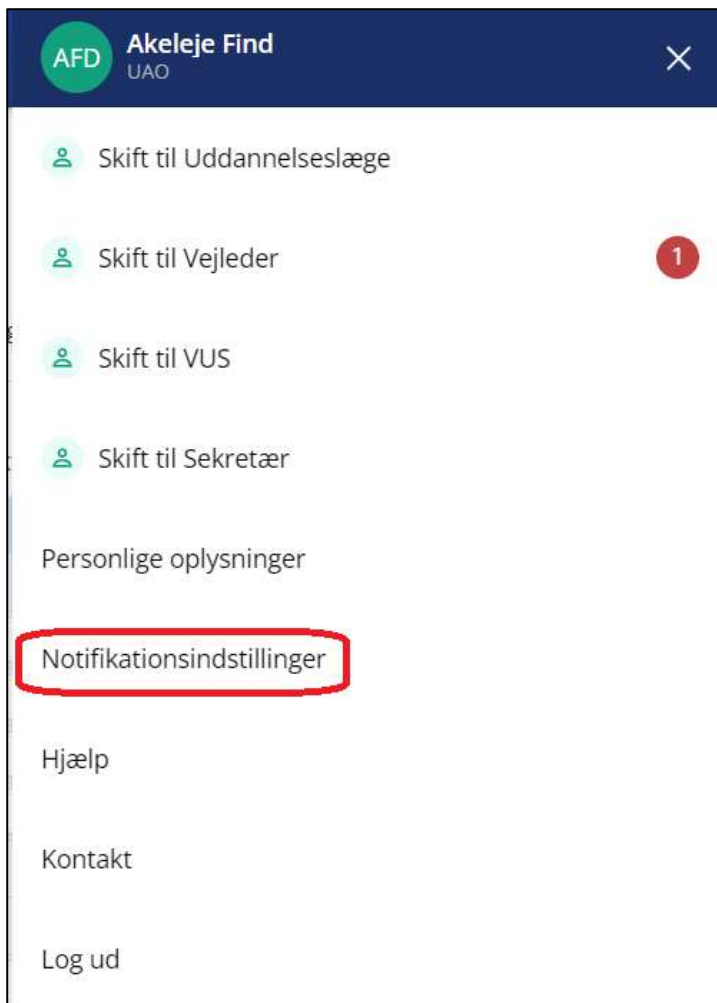 AFD
Akeleje Find
UAO
Skift til Uddannelseslæge
Skift til Vejleder
1
Skift til VUS
Skift til Sekretær
Personlige oplysninger
Notifikationsindstillinger
Hjælp
Kontakt
Log ud